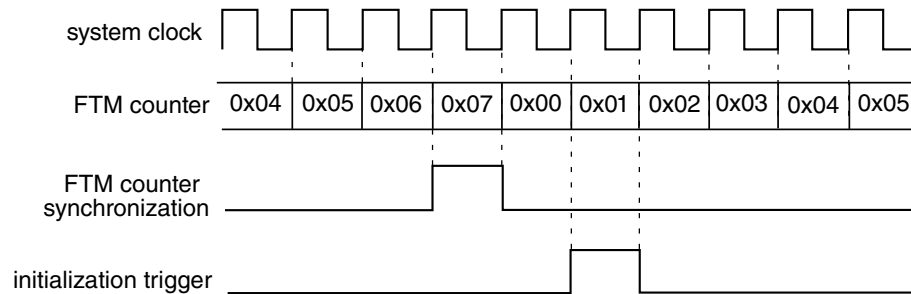 system clock
FTM counter 0x04 0x05 0x06 0x07 0x00 0x01 0x02 0x03 0x04 0x05
FTM counter
synchronization
initialization trigger